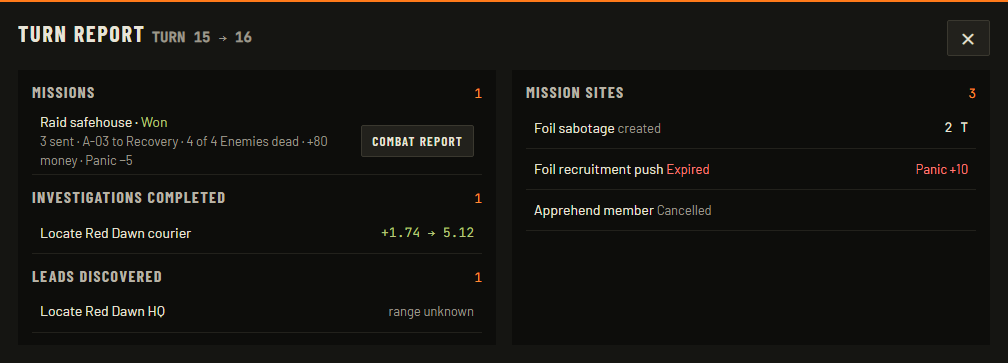 TURN REPORT TURN 15 → 16
✕
MISSIONS 1
Raid safehouse · Won
3 sent · A-03 to Recovery · 4 of 4 Enemies dead · +80
money · Panic −5
COMBAT REPORT
INVESTIGATIONS COMPLETED 1
Locate Red Dawn courier +1.74 → 5.12
LEADS DISCOVERED 1
Locate Red Dawn HQ range unknown
MISSION SITES 3
Foil sabotage created 2 T
Foil recruitment push Expired Panic +10
Apprehend member Cancelled